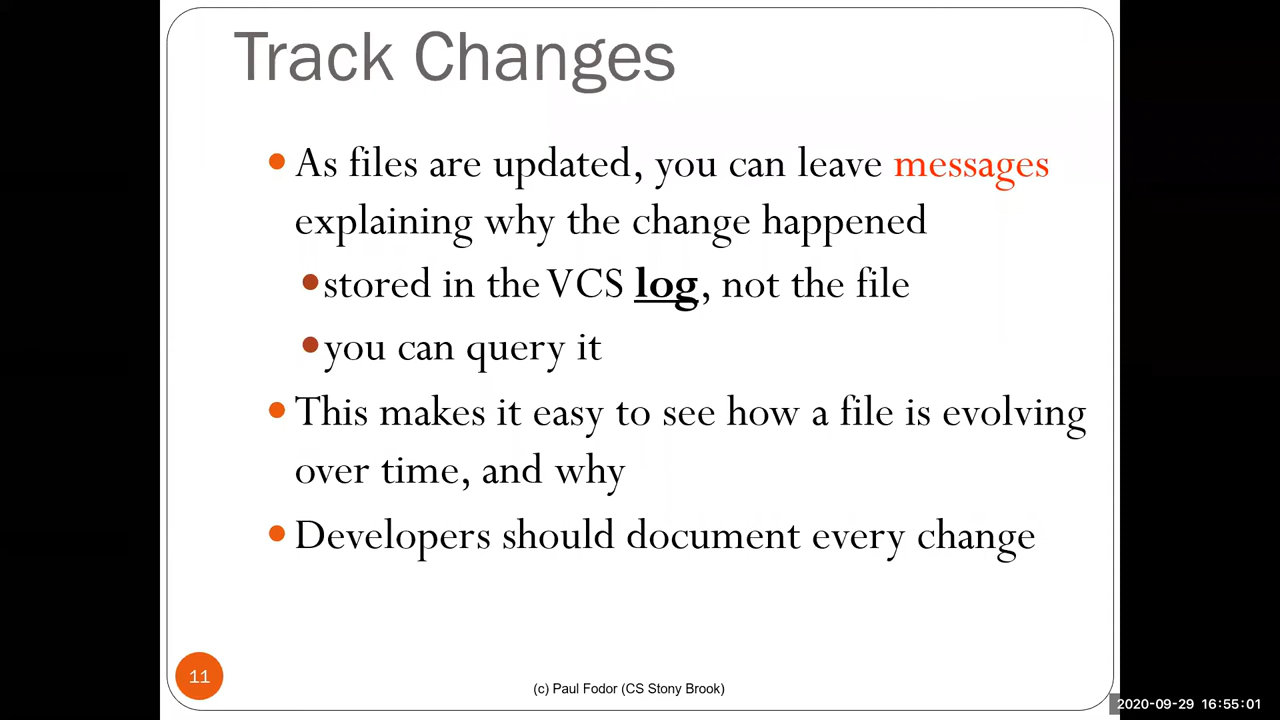 Track Changes
As files are updated, you can leave messages
explaining why the change happened
stored in the VCS log, not the file
you can query it
This makes it easy to see how a file is evolving
over time, and why
Developers should document every change
11
(c) Paul Fodor (CS Stony Brook)
2020-09-29 16:55:01